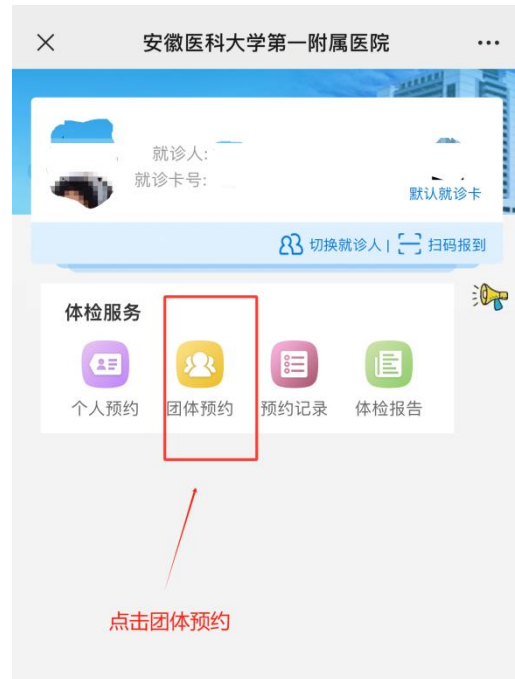 安徽医科大学第一附属医院
就诊人:
就诊卡号:
默认就诊卡
切换就诊人 | 扫码报到
体检服务
个人预约 团体预约 预约记录 体检报告
点击团体预约